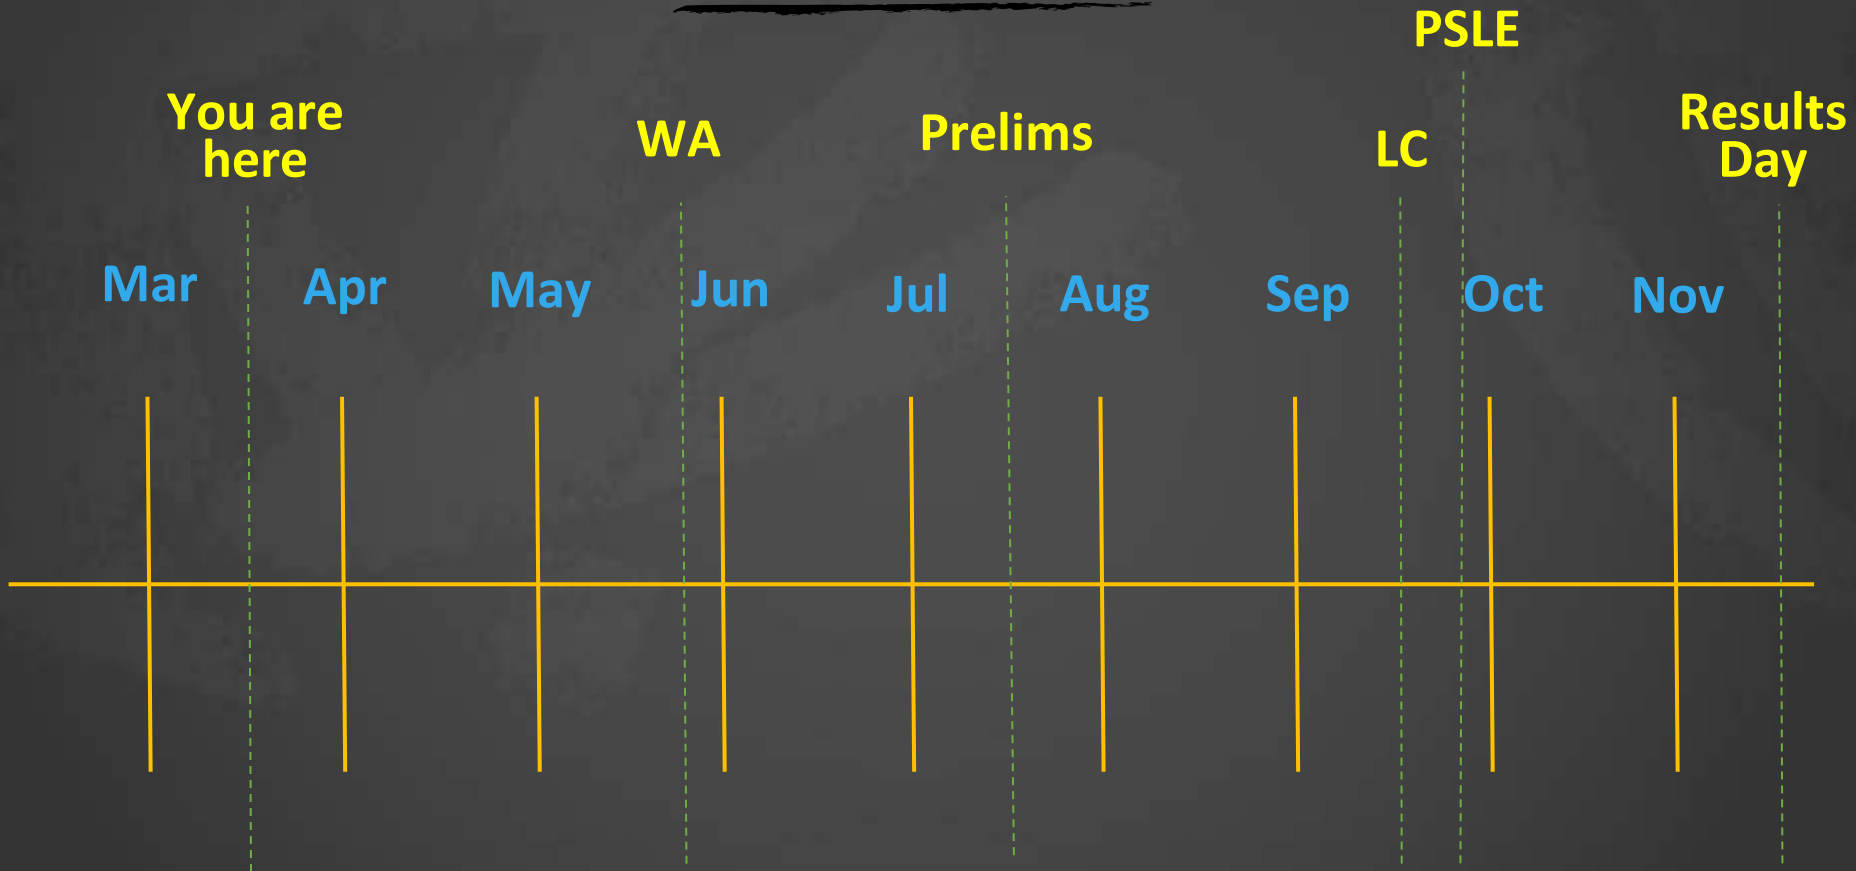 PSLE
You are
here
WA
Prelims
LC
Results
Day
Mar
Apr
May
Jun
Jul
Aug
Sep
Oct
Nov